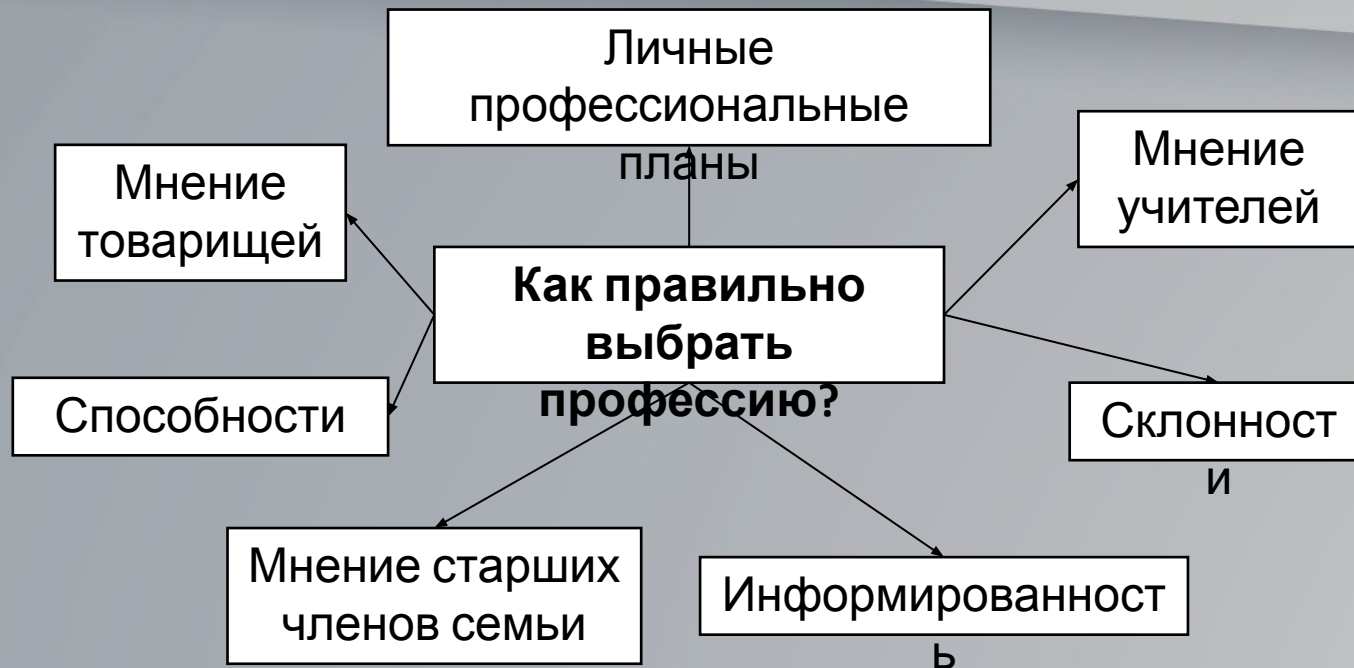 Личные
профессиональные
планы
Мнение
товарищей
Мнение
учителей
Как правильно
выбрать
профессию?
Способности
Склонност
и
Мнение старших
членов семьи
Информированност
ь